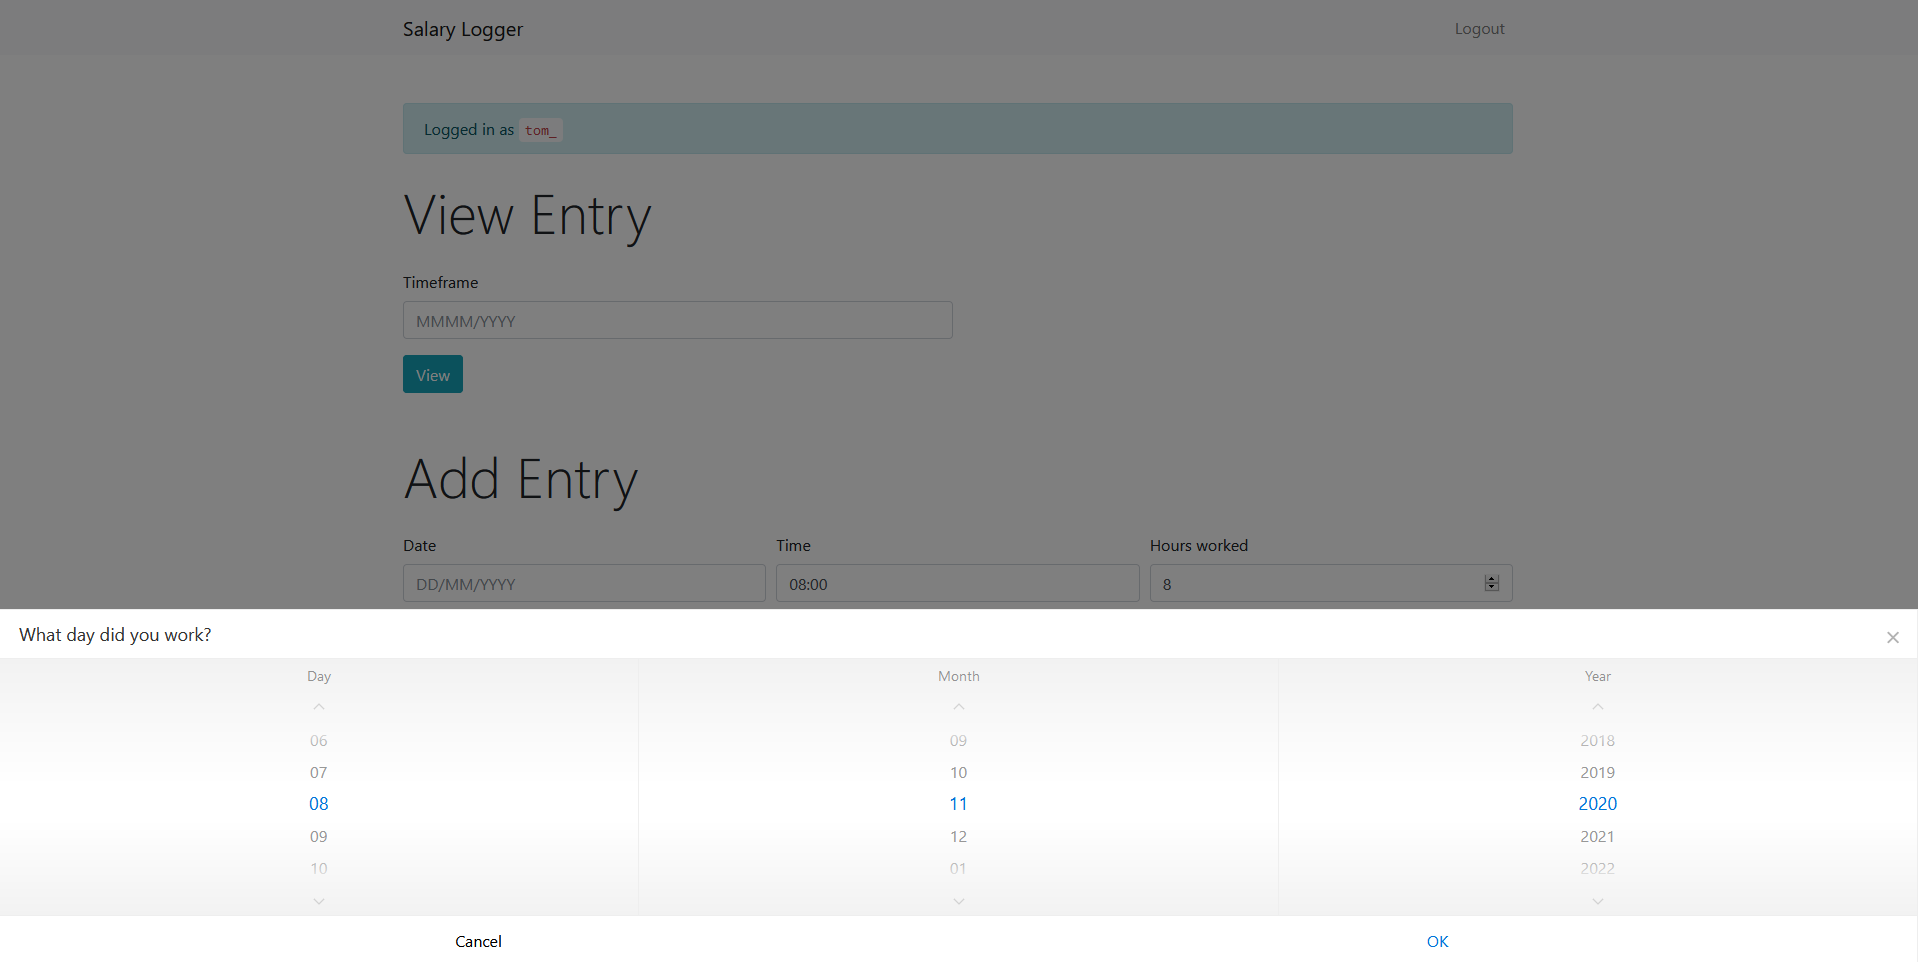 Salary Logger
Logout
Logged in as tom_
View Entry
Timeframe
MMMM/YYYY
View
Add Entry
Date Time Hours worked
DD/MM/YYYY 08:00 8
What day did you work?
Day Month Year
06 09 2018
07 10 2019
08 11 2020
09 12 2021
10 01 2022
Cancel OK